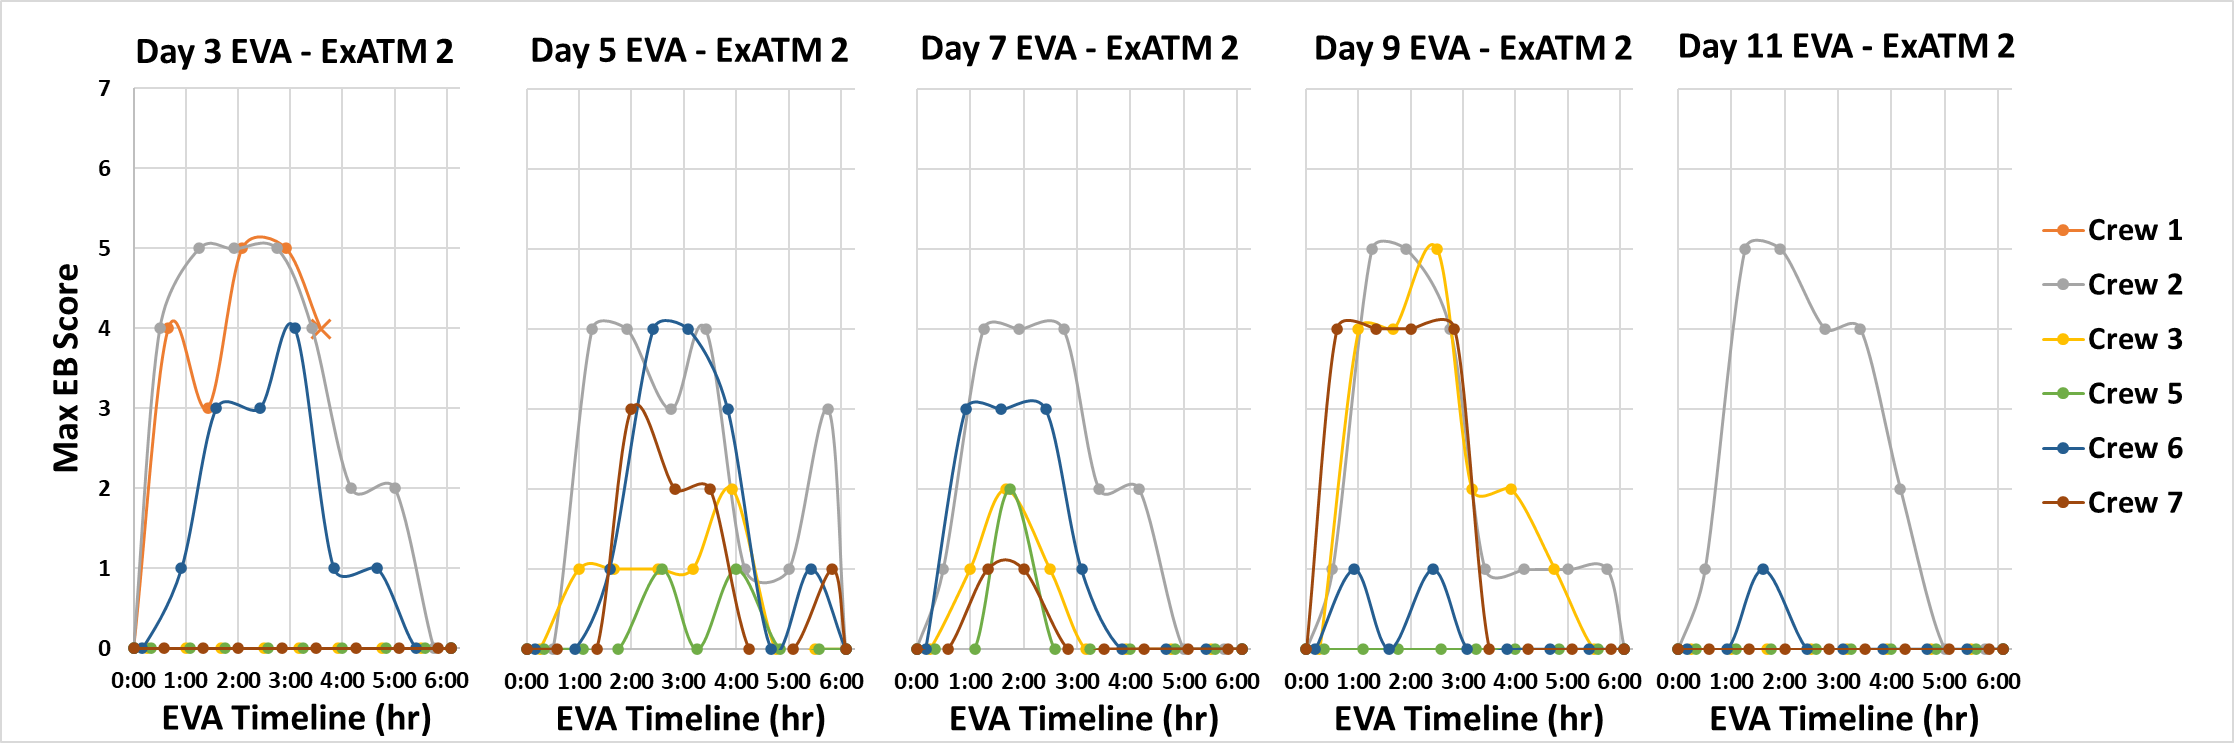 Day 3 EVA - ExATM 2
Day 5 EVA - ExATM 2
Day 7 EVA - ExATM 2
Day 9 EVA - ExATM 2
Day 11 EVA - ExATM 2
Max EB Score
7
6
5
4
3
2
1
0
0:00 1:00 2:00 3:00 4:00 5:00 6:00
0:00 1:00 2:00 3:00 4:00 5:00 6:00
0:00 1:00 2:00 3:00 4:00 5:00 6:00
0:00 1:00 2:00 3:00 4:00 5:00 6:00
0:00 1:00 2:00 3:00 4:00 5:00 6:00
EVA Timeline (hr)
EVA Timeline (hr)
EVA Timeline (hr)
EVA Timeline (hr)
EVA Timeline (hr)
Crew 1
Crew 2
Crew 3
Crew 5
Crew 6
Crew 7